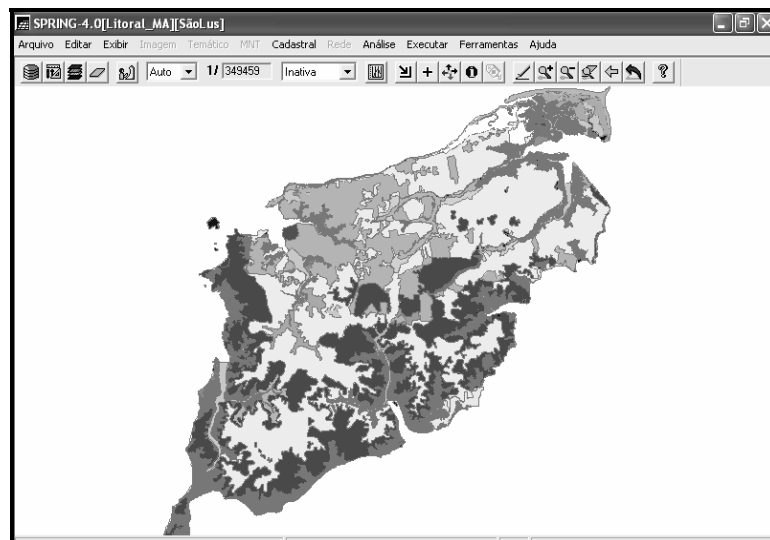 SPRING-4.0[Litoral_MA][SãoLus]
Arquivo Editar Exibir Imagem Temático MNT Cadastral Rede Análise Executar Ferramentas Ajuda
Auto 1/ 349459 Inativa